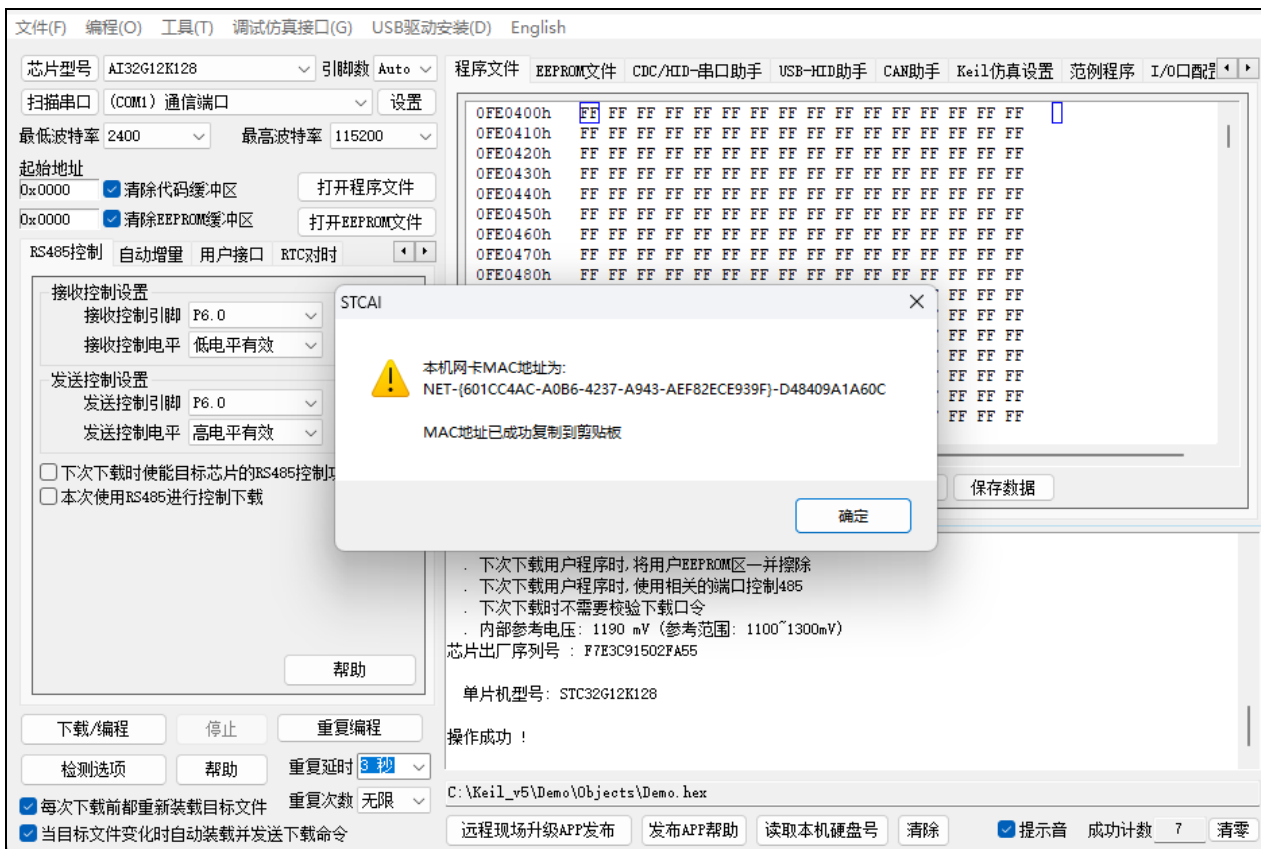 文件(F) 编程(O) 工具(T) 调试仿真接口(G) USB驱动安装(D) English
芯片型号 AI32G12K128 引脚数 Auto
扫描串口 (COM1) 通信端口 设置
最低波特率 2400 最高波特率 115200
起始地址
0x0000 清除代码缓冲区 打开程序文件
0x0000 清除EEPROM缓冲区 打开EEPROM文件
RS485控制 自动增量 用户接口 RTC对时
接收控制设置
接收控制引脚 P6.0
接收控制电平 低电平有效
发送控制设置
发送控制引脚 P6.0
发送控制电平 高电平有效
下次下载时使能目标芯片的RS485控制
本次使用RS485进行控制下载
帮助
下载/编程 停止 重复编程
检测选项 帮助 重复延时 3 秒
每次下载前都重新装载目标文件 重复次数 无限
当目标文件变化时自动装载并发送下载命令
程序文件 EEPROM文件 CDC/HID-串口助手 USB-HID助手 CAN助手 Keil仿真设置 范例程序 I/O口配
0FE0400h FF FF FF FF FF FF FF FF FF FF FF FF FF FF FF FF
0FE0410h FF FF FF FF FF FF FF FF FF FF FF FF FF FF FF FF
0FE0420h FF FF FF FF FF FF FF FF FF FF FF FF FF FF FF FF
0FE0430h FF FF FF FF FF FF FF FF FF FF FF FF FF FF FF FF
0FE0440h FF FF FF FF FF FF FF FF FF FF FF FF FF FF FF FF
0FE0450h FF FF FF FF FF FF FF FF FF FF FF FF FF FF FF FF
0FE0460h FF FF FF FF FF FF FF FF FF FF FF FF FF FF FF FF
0FE0470h FF FF FF FF FF FF FF FF FF FF FF FF FF FF FF FF
0FE0480h FF FF FF FF FF FF FF FF FF FF FF FF FF FF FF FF
FF FF FF
FF FF FF
FF FF FF
FF FF FF
FF FF FF
FF FF FF
FF FF FF
保存数据
STCAI
本机网卡MAC地址为:
NET-{601CC4AC-A0B6-4237-A943-AEF82ECE939F}-D48409A1A60C
MAC地址已成功复制到剪贴板
确定
. 下次下载用户程序时,将用户EEPROM区一并擦除
. 下次下载用户程序时,使用相关的端口控制485
. 下次下载时不需要校验下载口令
. 内部参考电压: 1190 mV (参考范围: 1100~1300mV)
芯片出厂序列号 : F7E3C91502FA55
单片机型号: STC32G12K128
操作成功 !
C:\Keil_v5\Demo\Objects\Demo.hex
远程现场升级APP发布 发布APP帮助 读取本机硬盘号 清除 提示音 成功计数 7 清零